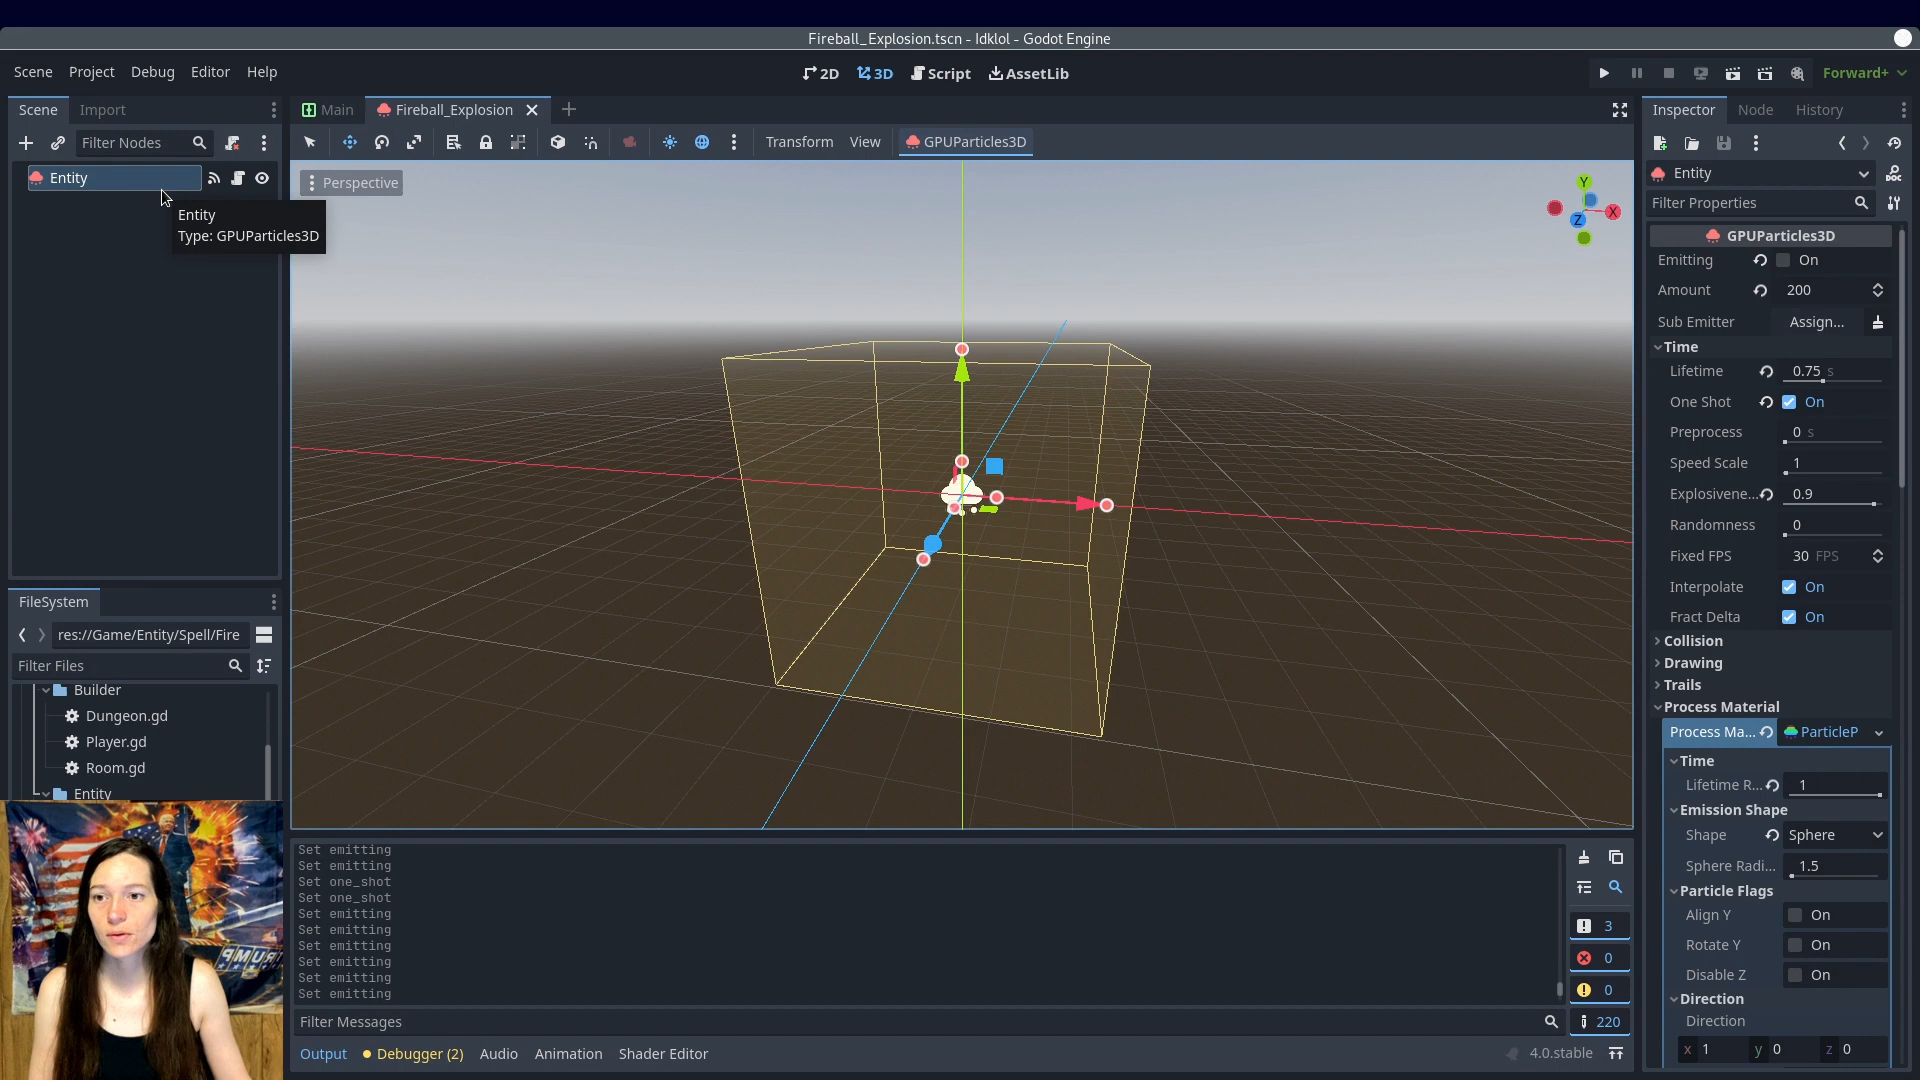 Fireball_Explosion.tscn - Idklol - Godot Engine
Scene Project Debug Editor Help
2D 3D Script AssetLib
Forward+
Scene Import
Main Fireball_Explosion
Inspector Node History
Filter Nodes
Transform View GPUParticles3D
Entity
Entity
Type: GPUParticles3D
Perspective
Y
X
Z
Entity
Filter Properties
GPUParticles3D
Emitting On
Amount 200
Sub Emitter Assign...
Time
Lifetime 0.75 s
One Shot On
Preprocess 0 s
Speed Scale 1
Explosivene... 0.9
Randomness 0
Fixed FPS 30 FPS
Interpolate On
Fract Delta On
Collision
Drawing
Trails
Process Material
Process Ma... ParticleP
Time
Lifetime R... 1
Emission Shape
Shape Sphere
Sphere Radi... 1.5
Particle Flags
Align Y On
Rotate Y On
Disable Z On
Direction
Direction
x 1 y 0 z 0
FileSystem
res://Game/Entity/Spell/Fire
Filter Files
Builder
Dungeon.gd
Player.gd
Room.gd
Entity
TRUMP
Set emitting
Set emitting
Set one_shot
Set one_shot
Set emitting
Set emitting
Set emitting
Set emitting
Set emitting
Set emitting
3
0
0
220
Filter Messages
Output Debugger (2) Audio Animation Shader Editor
4.0.stable